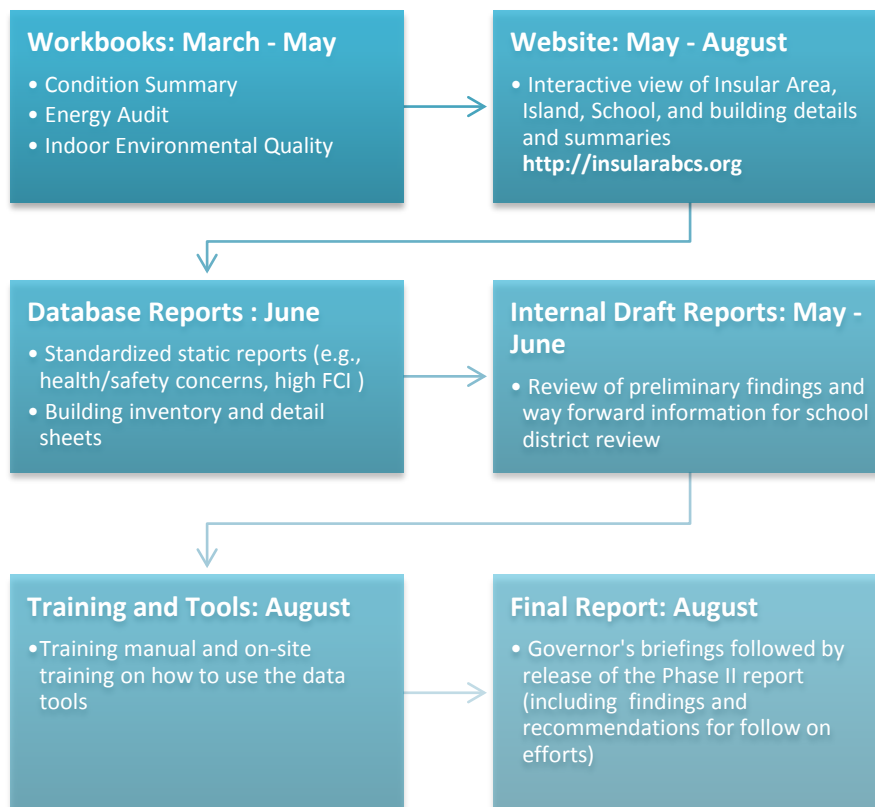 Workbooks: March - May
• Condition Summary
• Energy Audit
• Indoor Environmental Quality
Website: May - August
• Interactive view of Insular Area,
Island, School, and building details
and summaries
http://insularabcs.org
Database Reports : June
• Standardized static reports (e.g.,
health/safety concerns, high FCI )
• Building inventory and detail
sheets
Internal Draft Reports: May -
June
• Review of preliminary findings and
way forward information for school
district review
Training and Tools: August
•Training manual and on-site
training on how to use the data
tools
Final Report: August
• Governor's briefings followed by
release of the Phase II report
(including findings and
recommendations for follow on
efforts)